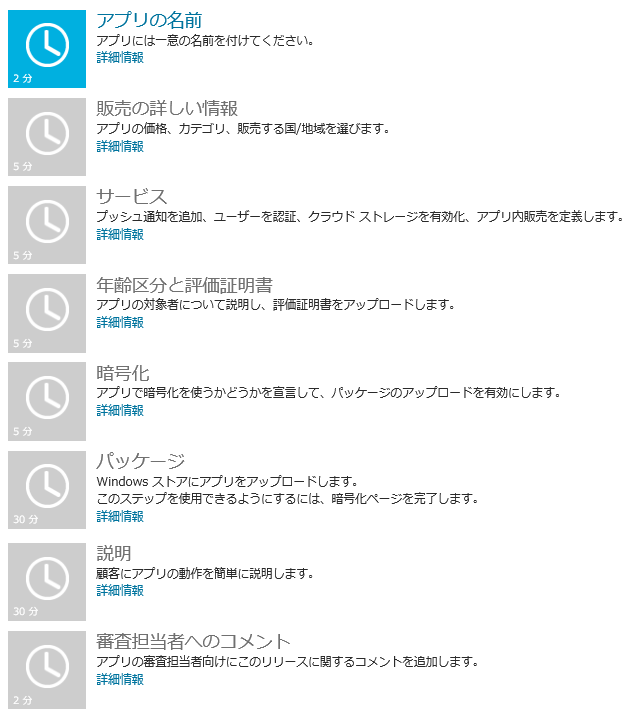 アプリの名前
アプリには一意の名前を付けてください。
詳細情報
2 分
販売の詳しい情報
アプリの価格、カテゴリ、販売する国/地域を選びます。
詳細情報
5 分
サービス
プッシュ通知を追加、ユーザーを認証、クラウド ストレージを有効化、アプリ内販売を定義します。
詳細情報
5 分
年齢区分と評価証明書
アプリの対象者について説明し、評価証明書をアップロードします。
詳細情報
5 分
暗号化
アプリで暗号化を使うかどうかを宣言して、パッケージのアップロードを有効にします。
詳細情報
5 分
パッケージ
Windows ストアにアプリをアップロードします。
このステップを使用できるようにするには、暗号化ページを完了します。
詳細情報
30 分
説明
顧客にアプリの動作を簡単に説明します。
詳細情報
30 分
審査担当者へのコメント
アプリの審査担当者向けにこのリリースに関するコメントを追加します。
詳細情報
2 分